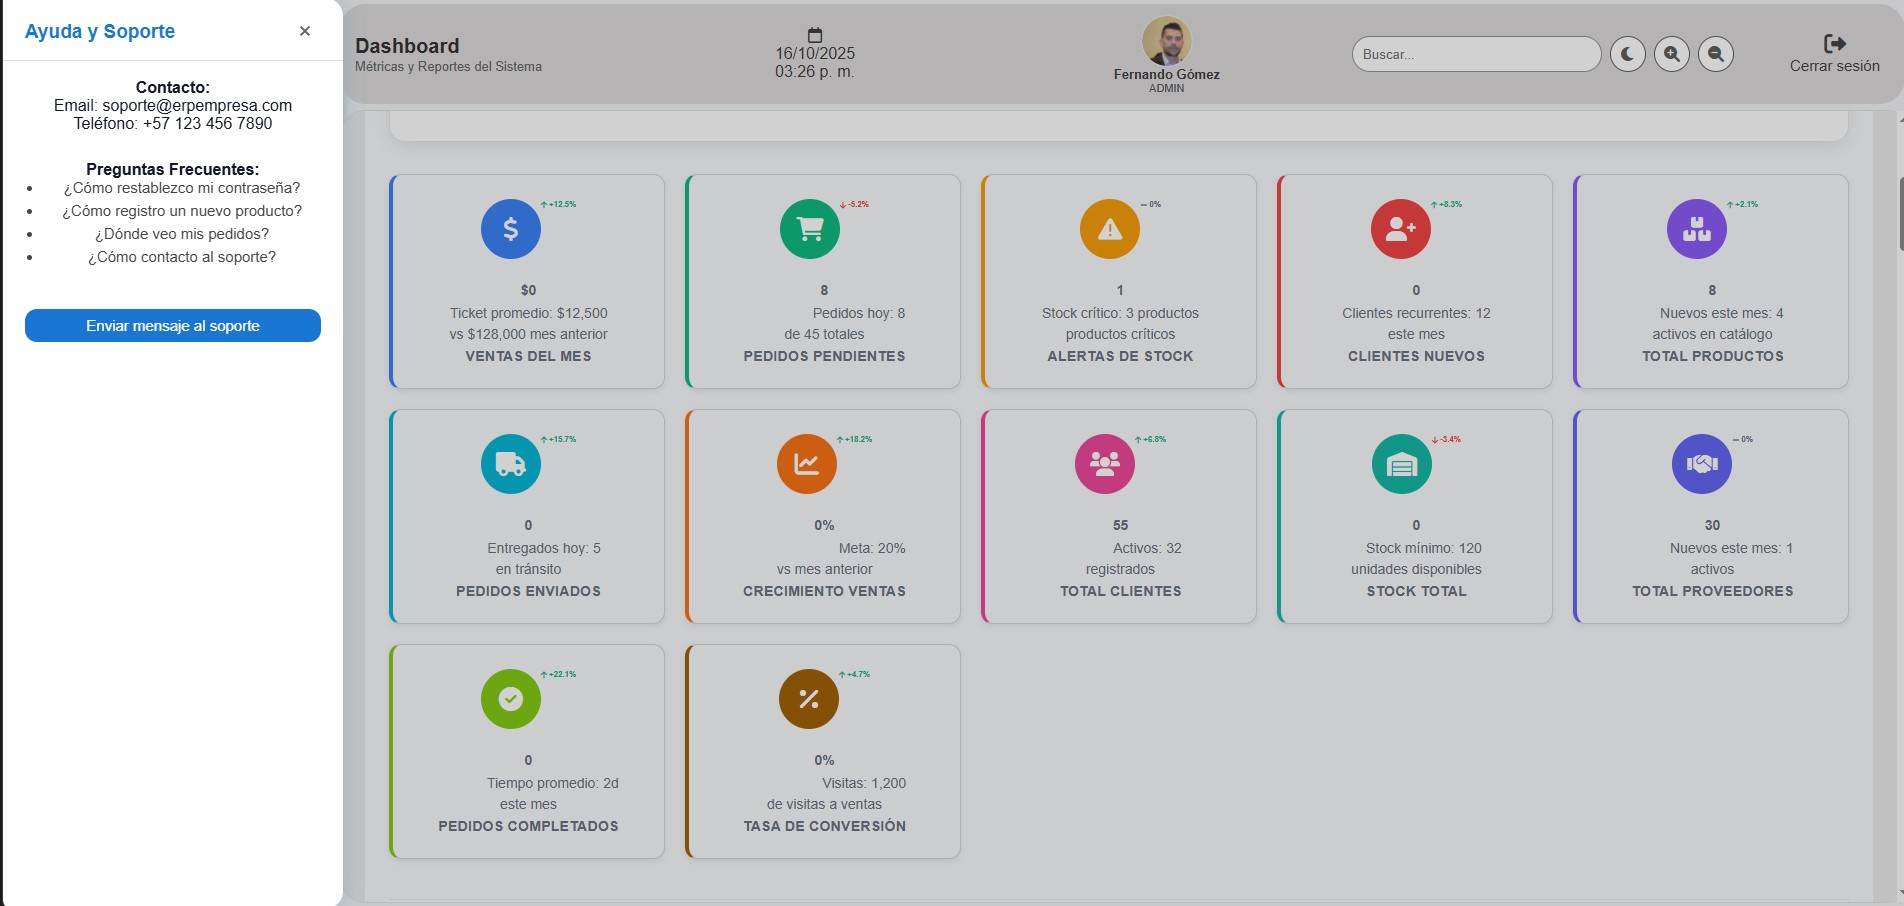 Ayuda y Soporte
×
Contacto:
Email: soporte@erpempresa.com
Teléfono: +57 123 456 7890
Preguntas Frecuentes:
• ¿Cómo restablezco mi contraseña?
• ¿Cómo registro un nuevo producto?
• ¿Dónde veo mis pedidos?
• ¿Cómo contacto al soporte?
Enviar mensaje al soporte
Dashboard
Métricas y Reportes del Sistema
16/10/2025
03:26 p. m.
Fernando Gómez
ADMIN
Buscar...
Cerrar sesión
+12.5%
$0
Ticket promedio: $12,500
vs $128,000 mes anterior
VENTAS DEL MES
-5.2%
8
Pedidos hoy: 8
de 45 totales
PEDIDOS PENDIENTES
0%
1
Stock crítico: 3 productos
productos críticos
ALERTAS DE STOCK
+8.3%
0
Clientes recurrentes: 12
este mes
CLIENTES NUEVOS
+2.1%
8
Nuevos este mes: 4
activos en catálogo
TOTAL PRODUCTOS
+15.7%
0
Entregados hoy: 5
en tránsito
PEDIDOS ENVIADOS
+18.2%
0%
Meta: 20%
vs mes anterior
CRECIMIENTO VENTAS
+6.8%
55
Activos: 32
registrados
TOTAL CLIENTES
-3.4%
0
Stock mínimo: 120
unidades disponibles
STOCK TOTAL
0%
30
Nuevos este mes: 1
activos
TOTAL PROVEEDORES
+22.1%
0
Tiempo promedio: 2d
este mes
PEDIDOS COMPLETADOS
+4.7%
0%
Visitas: 1,200
de visitas a ventas
TASA DE CONVERSIÓN